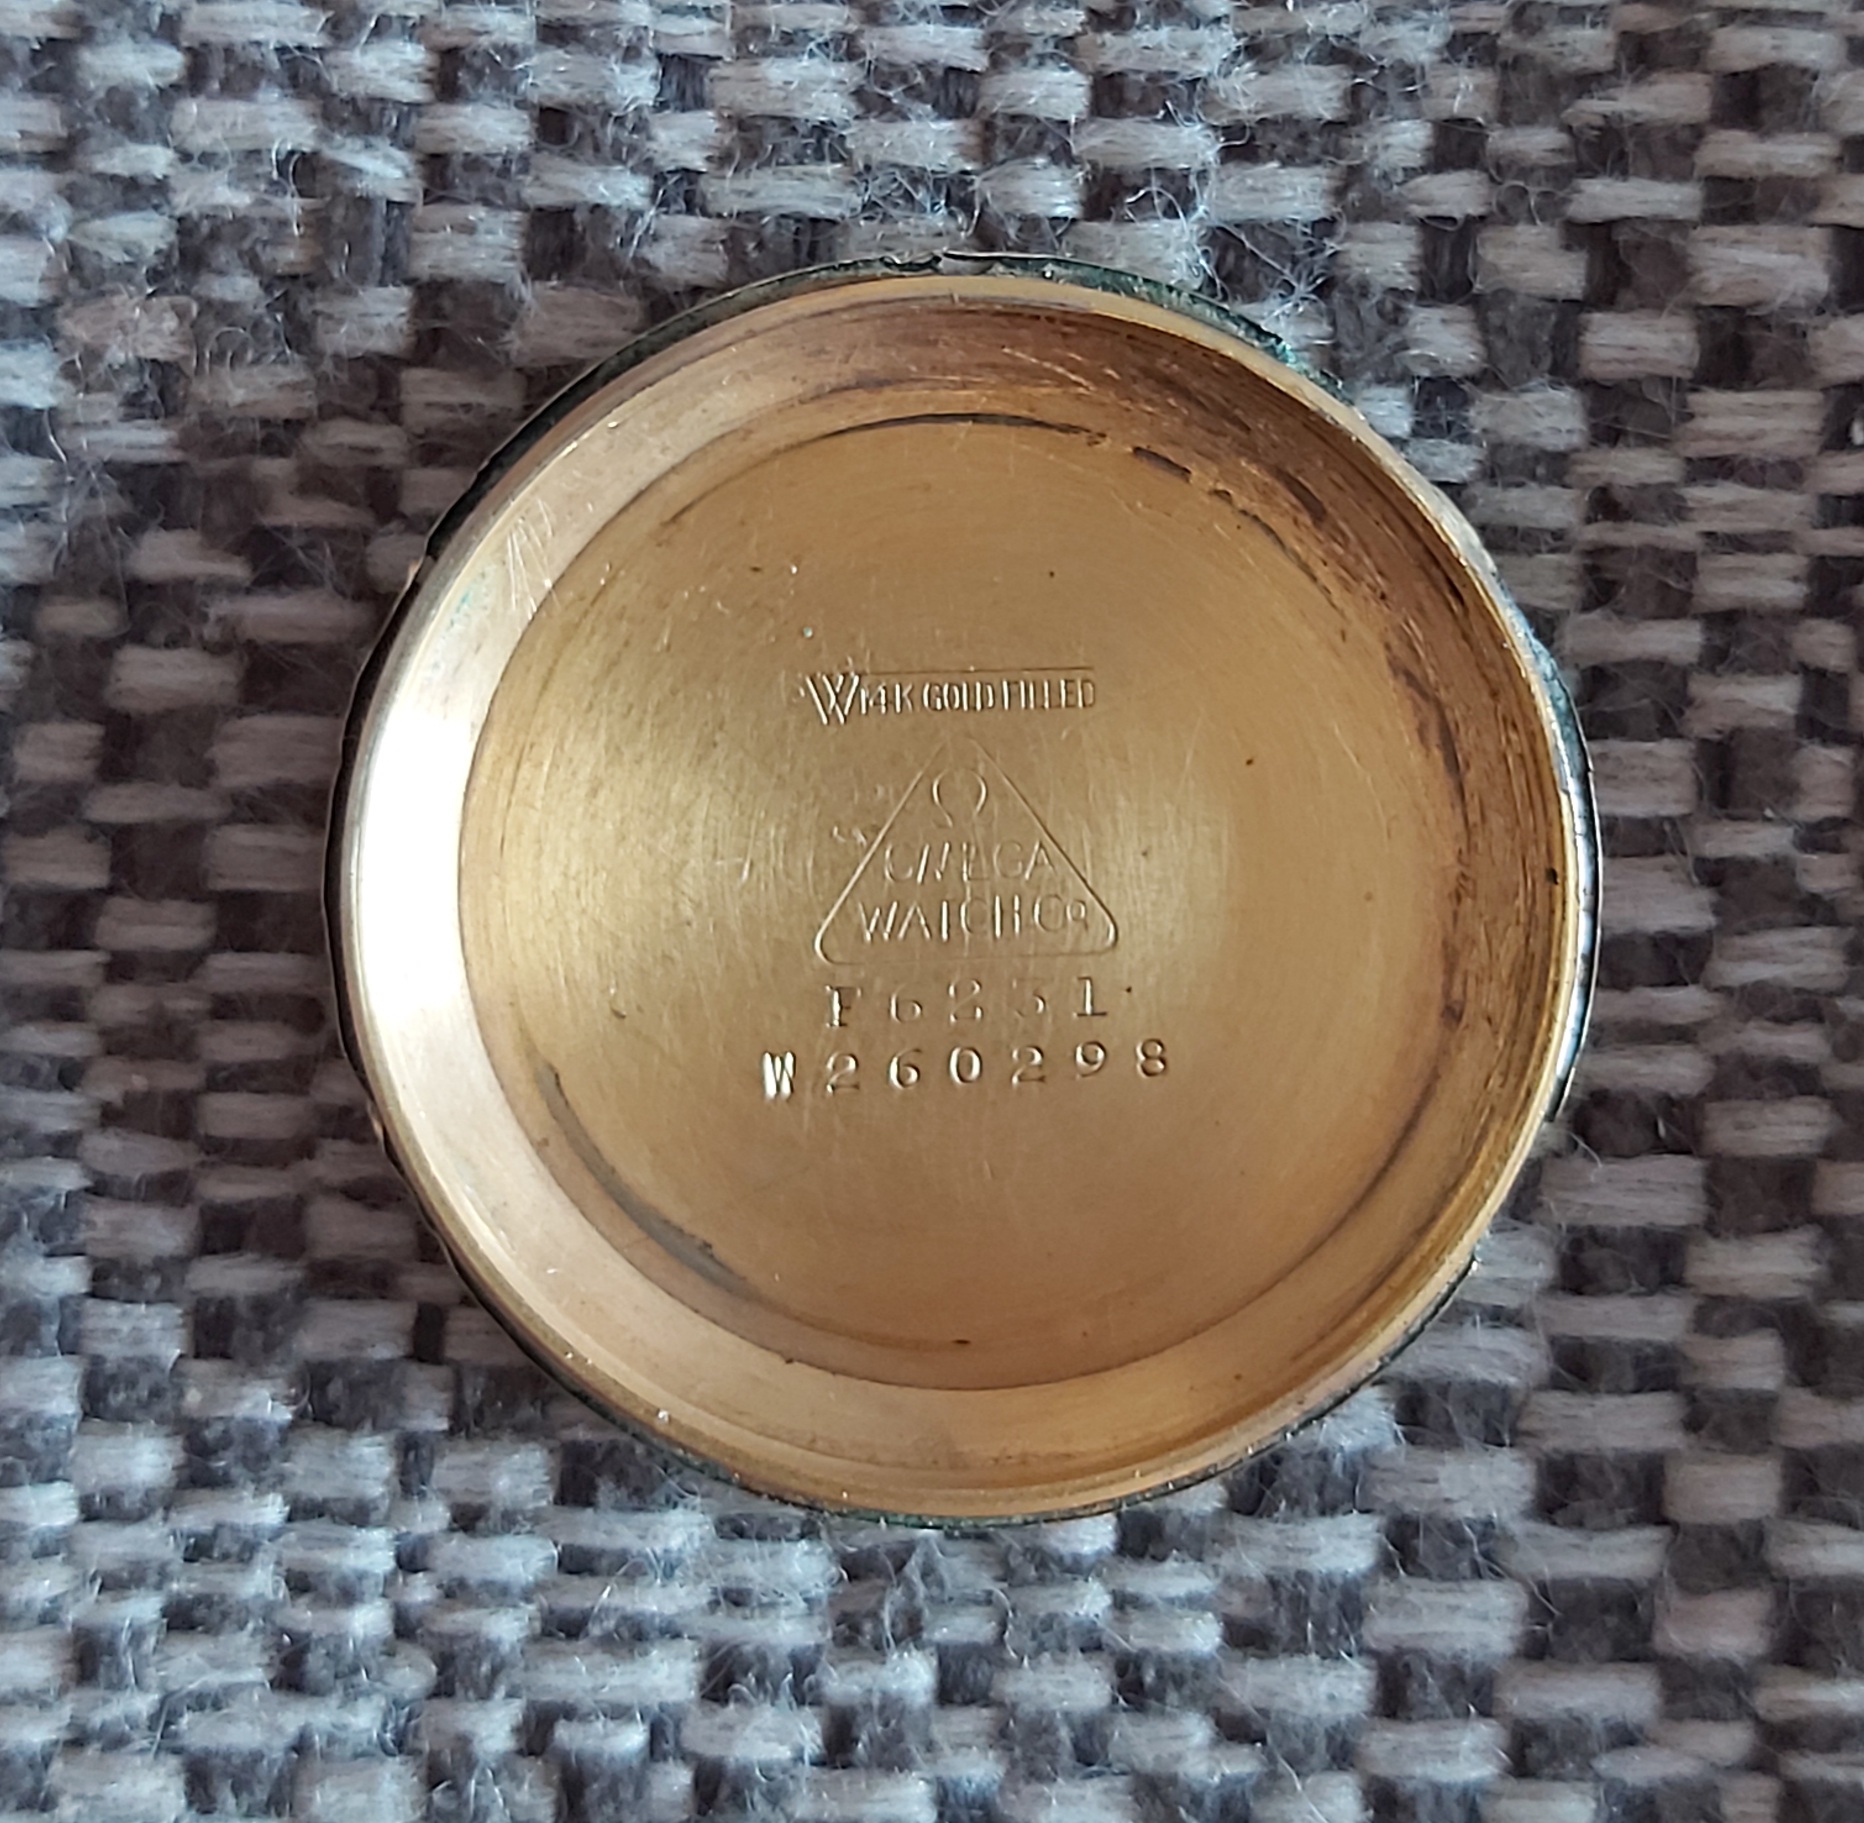 W 14K GOLD FILLED
Ω
OMEGA
WATCH Co
F6231
W260298